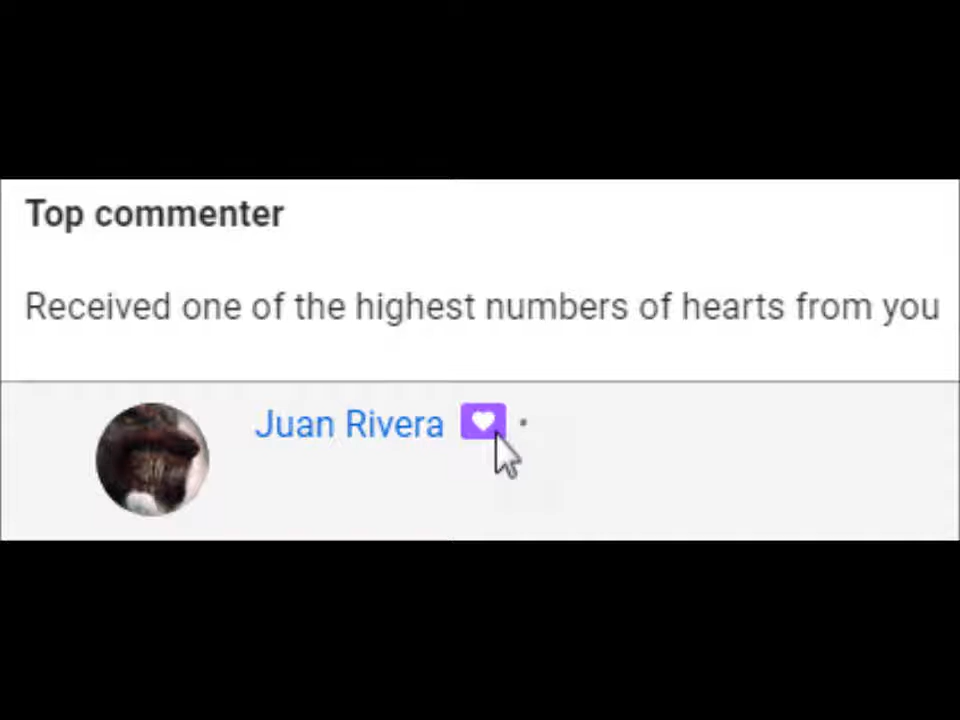 Top commenter
Received one of the highest numbers of hearts from you
Juan Rivera